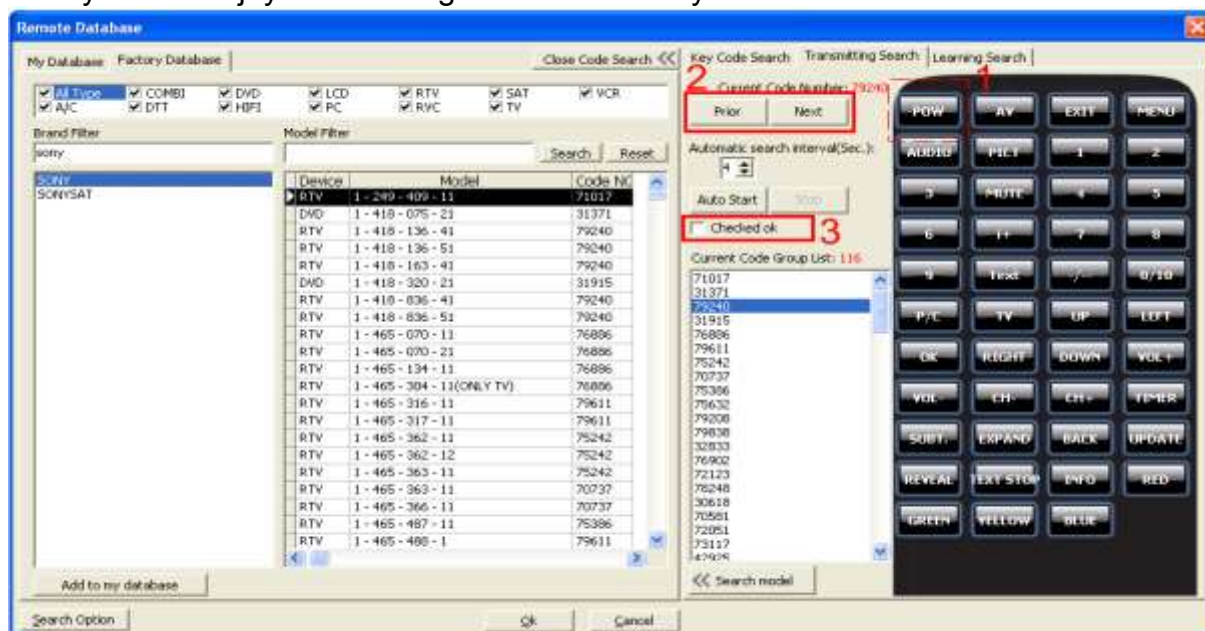 Remote Database
My Database Factory Database Close Code Search <<
All Type COMBI DVD LCD RTV SAT VCR
A/C DTT HIFI PC RVC TV
Brand Filter Model Filter
sony Search Reset
SONY
SONYSAT
Device Model Code NO
RTV 1 - 249 - 409 - 11 71017
DVD 1 - 418 - 075 - 21 31371
RTV 1 - 418 - 136 - 41 79240
RTV 1 - 418 - 136 - 51 79240
RTV 1 - 418 - 163 - 41 79240
DVD 1 - 418 - 320 - 21 31915
RTV 1 - 418 - 836 - 41 79240
RTV 1 - 418 - 836 - 51 79240
RTV 1 - 465 - 070 - 11 76886
RTV 1 - 465 - 070 - 21 76886
RTV 1 - 465 - 134 - 11 76886
RTV 1 - 465 - 304 - 11(ONLY TV) 76886
RTV 1 - 465 - 316 - 11 79611
RTV 1 - 465 - 317 - 11 79611
RTV 1 - 465 - 362 - 11 75242
RTV 1 - 465 - 362 - 12 75242
RTV 1 - 465 - 363 - 11 75242
RTV 1 - 465 - 363 - 11 70737
RTV 1 - 465 - 366 - 11 70737
RTV 1 - 465 - 487 - 11 75386
RTV 1 - 465 - 488 - 1 79611
Add to my database
Search Option Ok Cancel
Key Code Search Transmitting Search Learning Search
2 1
Current Code Number: 79240
Prior Next
Automatic search interval(Sec.):
4
Auto Start Stop
Checked ok 3
Current Code Group List: 116
71017
31371
79240
31915
76886
79611
75242
70737
75386
75632
79208
79838
32833
76902
72123
78248
30618
70581
72051
73117
42925
<< Search model
POW AV EXIT MENU
AUDIO PICT 1 2
3 MUTE 4 5
6 I+ 7 8
9 Text -/-- 0/10
P/C TV UP LEFT
OK RIGHT DOWN VOL+
VOL- CH- CH+ TIMER
SUBT. EXPAND BACK UPDATE
REVEAL TEXT STOP INFO RED
GREEN YELLOW BLUE